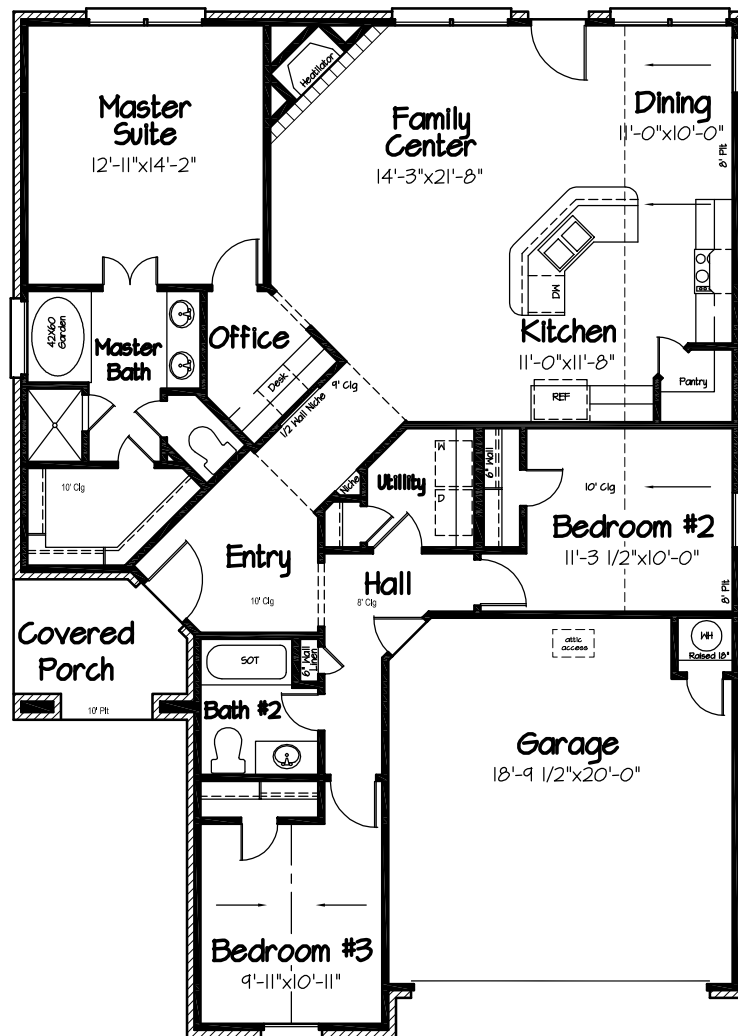 Heatilator
Master
Suite
12'-11"x14'-2"
Family
Center
14'-3"x21'-8"
Dining
11'-0"x10'-0"
8' Plt
42X60
Garden
Master
Bath
Office
Desk
1/2 Wall Niche
9' Clg
DW
Kitchen
11'-0"x11'-8"
REF
Pantry
10' Clg
Niche
Utility
W
D
6" Wall
10' Clg
Bedroom #2
11'-3 1/2"x10'-0"
8' Plt
Entry
10' Clg
Hall
8' Clg
Covered
Porch
10' Plt
SOT
6" Wall
Linen
Bath #2
attic
access
WH
Raised 18"
Garage
18'-9 1/2"x20'-0"
Bedroom #3
9'-11"x10'-11"